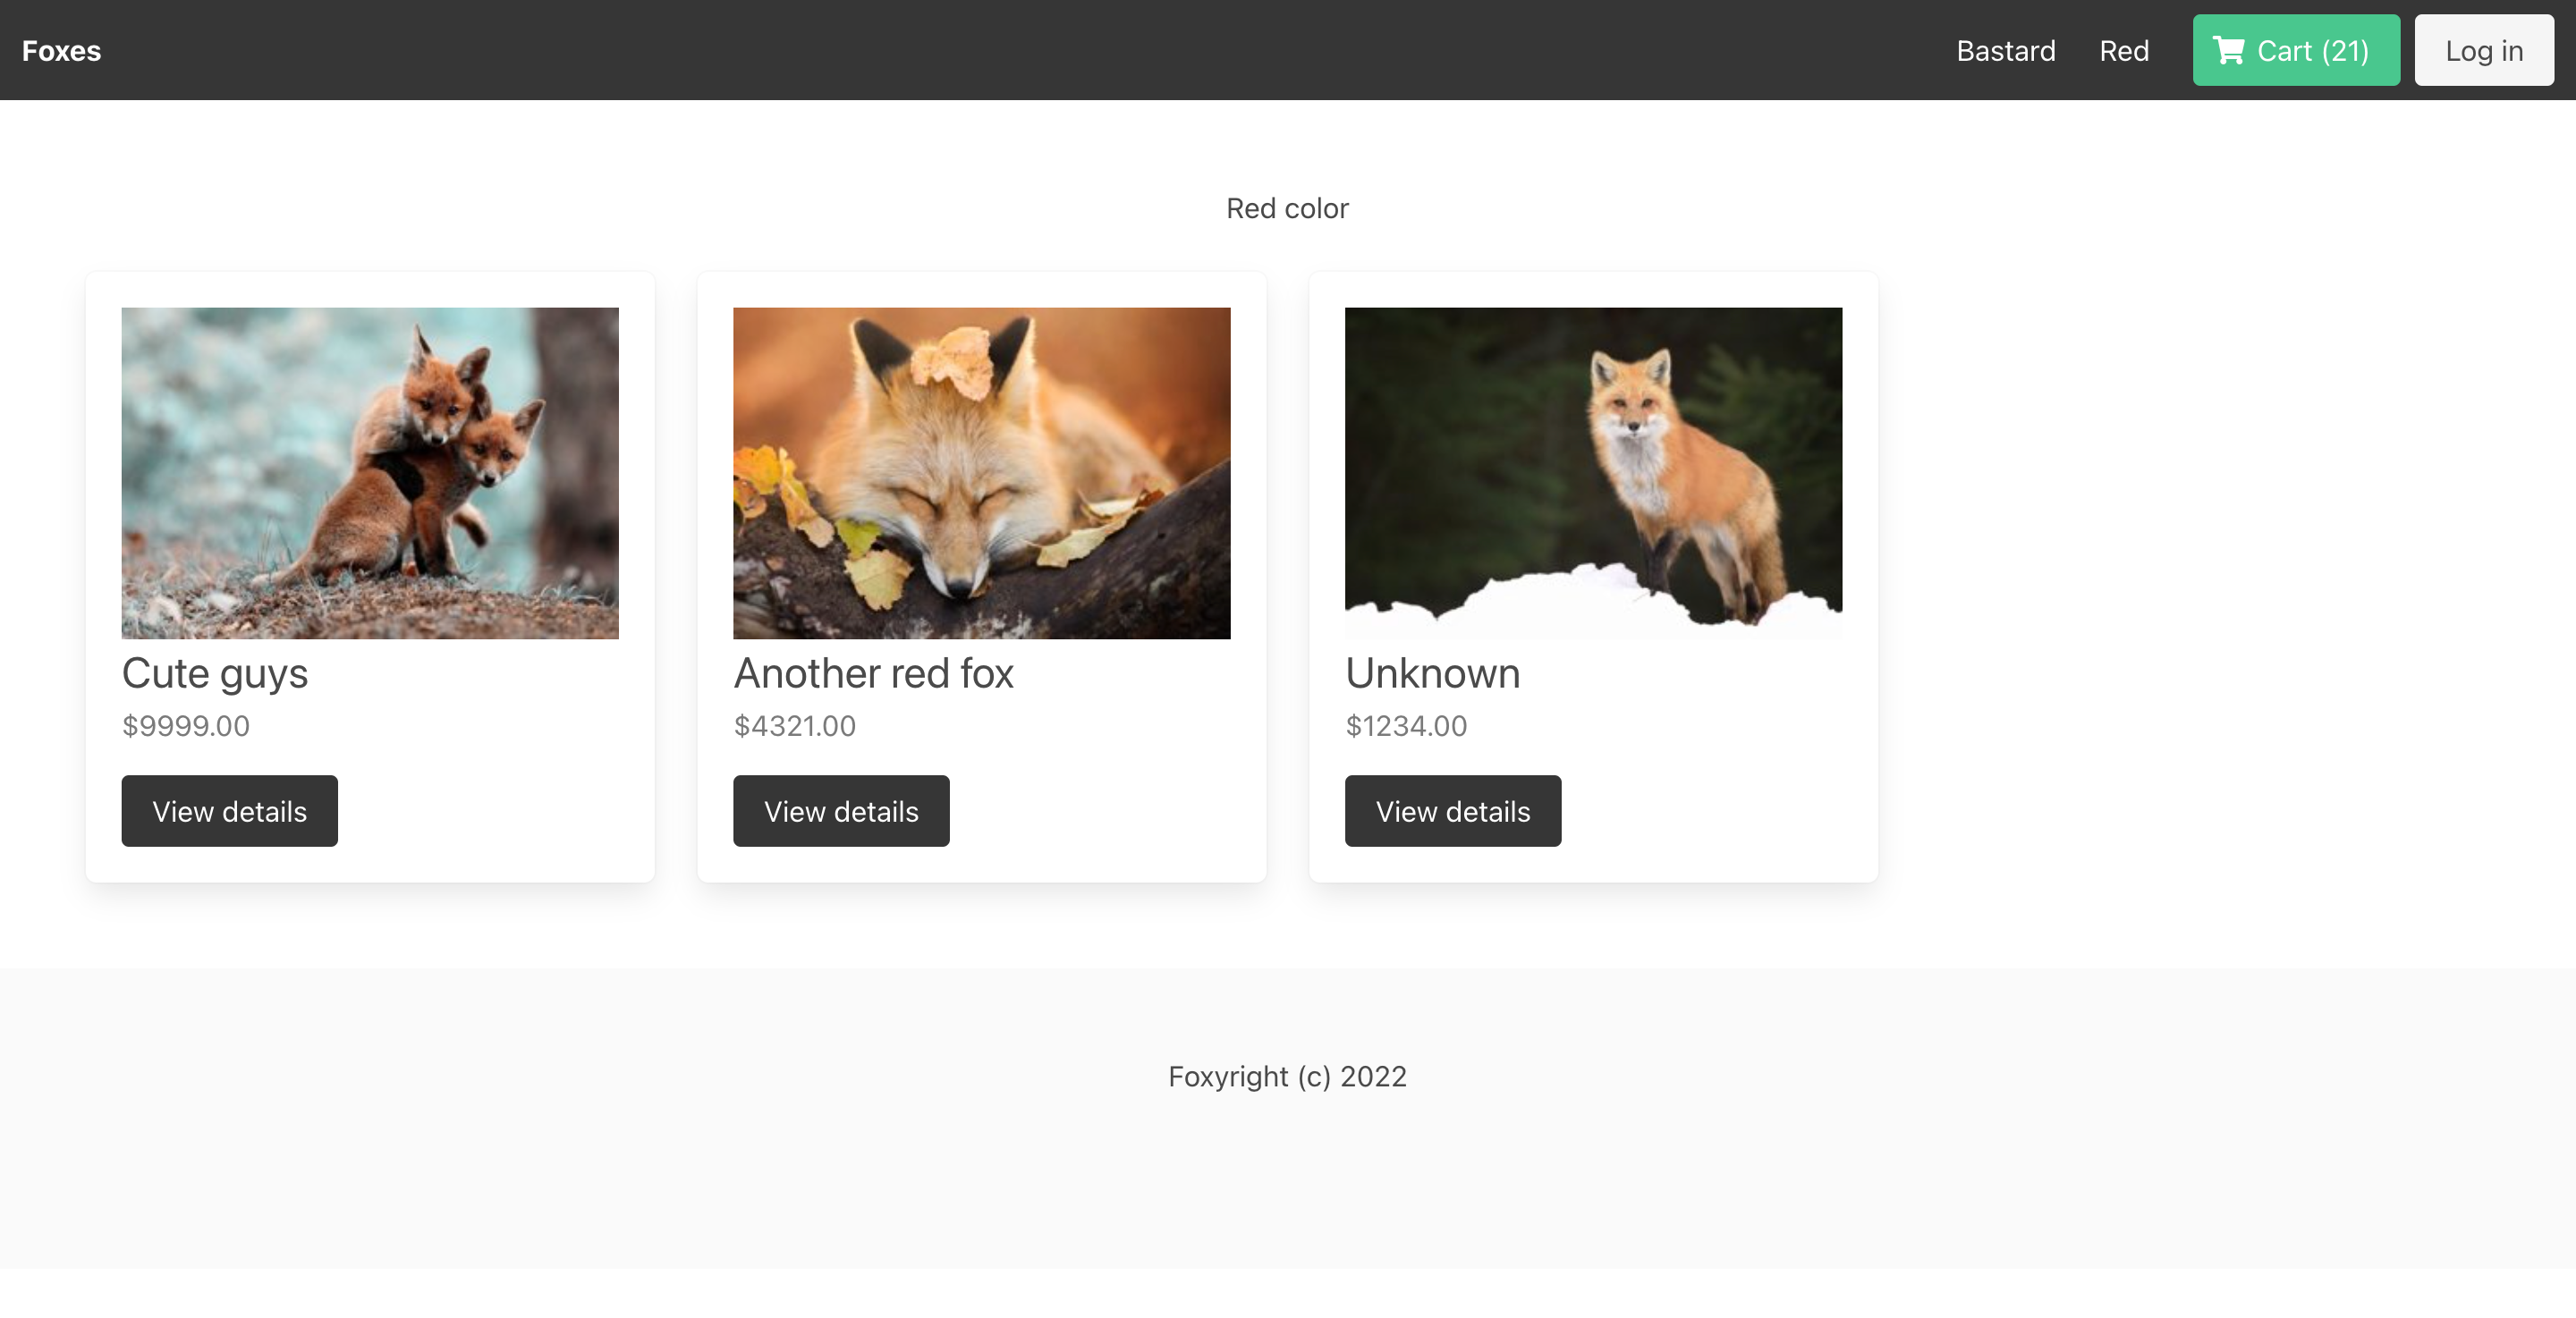 Foxes
Bastard
Red
Cart (21)
Log in
Red color
Cute guys
$9999.00
View details
Another red fox
$4321.00
View details
Unknown
$1234.00
View details
Foxyright (c) 2022